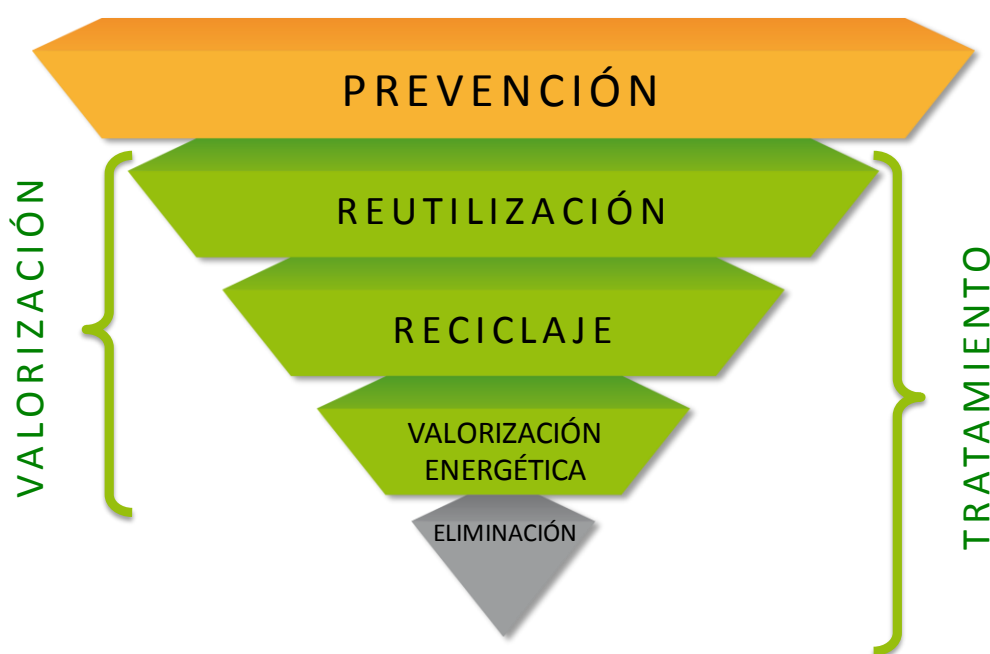 PREVENCIÓN
REUTILIZACIÓN
RECICLAJE
VALORIZACIÓN
ENERGÉTICA
ELIMINACIÓN
VALORIZACIÓN
TRATAMIENTO